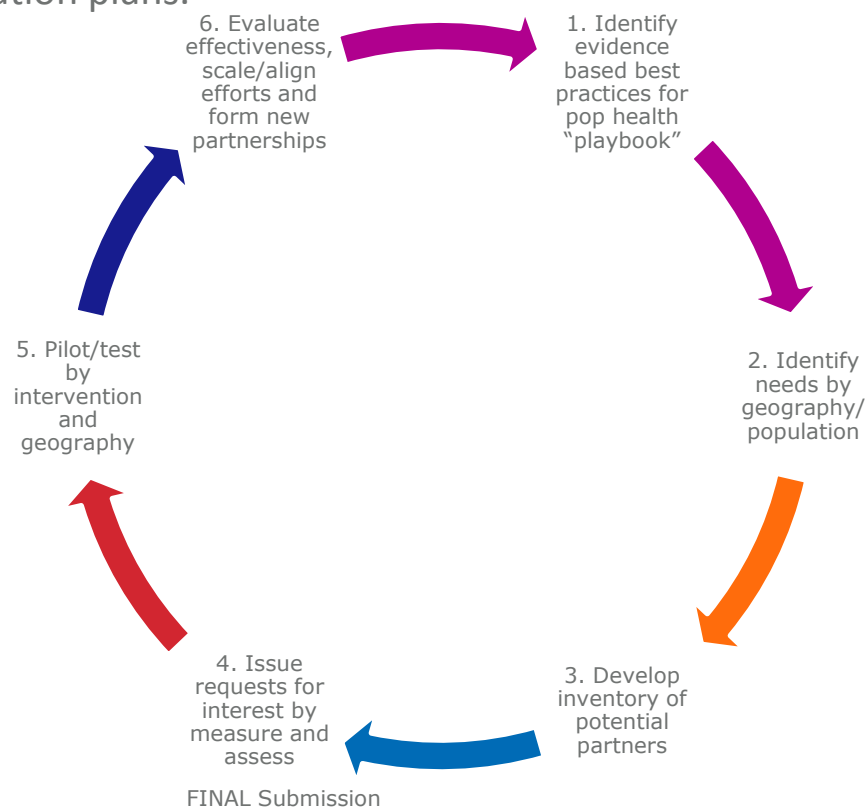 plans.
6. Evaluate
effectiveness,
scale/align
efforts and
form new
partnerships
1. Identify
evidence
based best
practices for
pop health
“playbook”
2. Identify
needs by
geography/
population
3. Develop
inventory of
potential
partners
4. Issue
requests for
interest by
measure and
assess
FINAL Submission
5. Pilot/test
by
intervention
and
geography